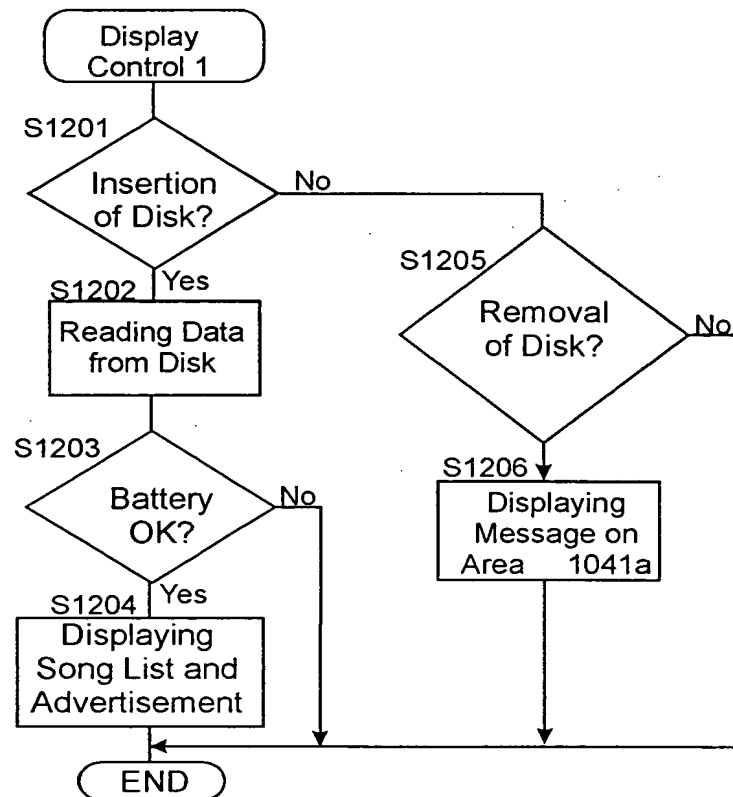 Display
Control 1
S1201
Insertion
of Disk?
No
Yes
S1202
Reading Data
from Disk
S1203
Battery
OK?
No
Yes
S1204
Displaying
Song List and
Advertisement
S1205
Removal
of Disk?
No
S1206
Displaying
Message on
Area 1041a
END